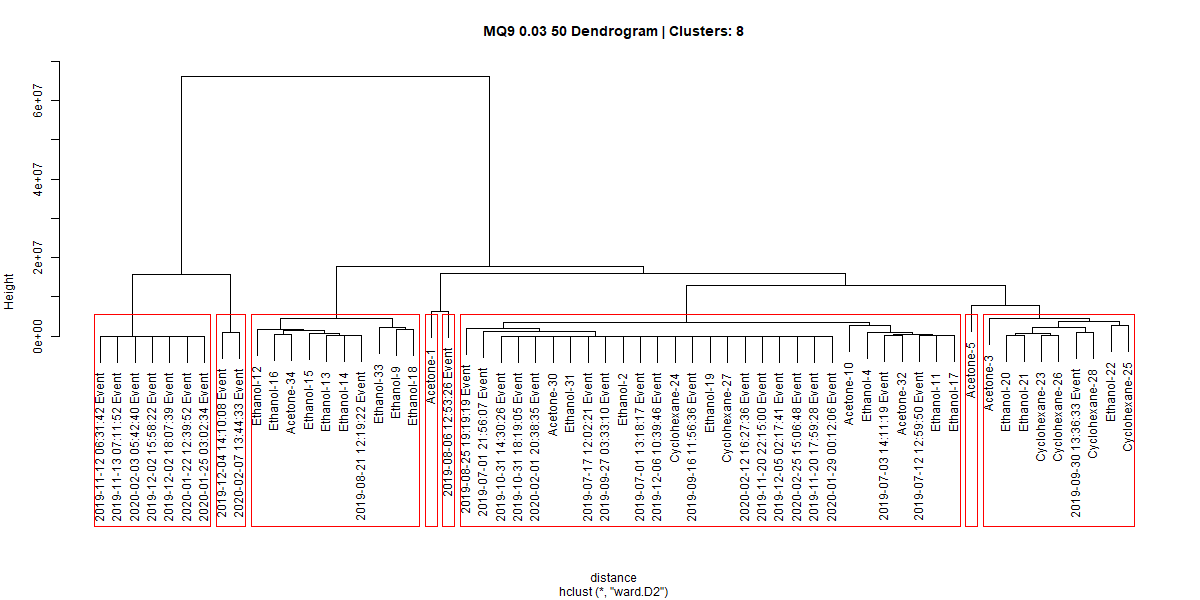 MQ9 0.03 50 Dendrogram | Clusters: 8
Height
6e+07
4e+07
2e+07
0e+00
2019-11-12 06:31:42 Event
2019-11-13 07:11:52 Event
2020-02-03 05:42:40 Event
2019-12-02 15:58:22 Event
2019-12-02 18:07:39 Event
2020-01-22 12:39:52 Event
2020-01-25 03:02:34 Event
2019-12-04 14:10:08 Event
2020-02-07 13:44:33 Event
Ethanol-12
Ethanol-16
Acetone-34
Ethanol-15
Ethanol-13
Ethanol-14
2019-08-21 12:19:22 Event
Ethanol-33
Ethanol-9
Ethanol-18
Acetone-1
2019-08-06 12:53:26 Event
2019-08-25 19:19:19 Event
2019-07-01 21:56:07 Event
2019-10-31 14:30:26 Event
2019-10-31 18:19:05 Event
2020-02-01 20:38:35 Event
Acetone-30
Ethanol-31
2019-07-17 12:02:21 Event
2019-09-27 03:33:10 Event
Ethanol-2
2019-07-01 13:18:17 Event
2019-12-06 10:39:46 Event
Cyclohexane-24
2019-09-16 11:56:36 Event
Ethanol-19
Cyclohexane-27
2020-02-12 16:27:36 Event
2019-11-20 22:15:00 Event
2019-12-05 02:17:41 Event
2020-02-25 15:06:48 Event
2019-11-20 17:59:28 Event
2020-01-29 00:12:06 Event
Acetone-10
Ethanol-4
2019-07-03 14:11:19 Event
Acetone-32
2019-07-12 12:59:50 Event
Ethanol-11
Ethanol-17
Acetone-5
Acetone-3
Ethanol-20
Ethanol-21
Cyclohexane-23
Cyclohexane-26
2019-09-30 13:36:33 Event
Cyclohexane-28
Ethanol-22
Cyclohexane-25
distance
hclust (*, "ward.D2")